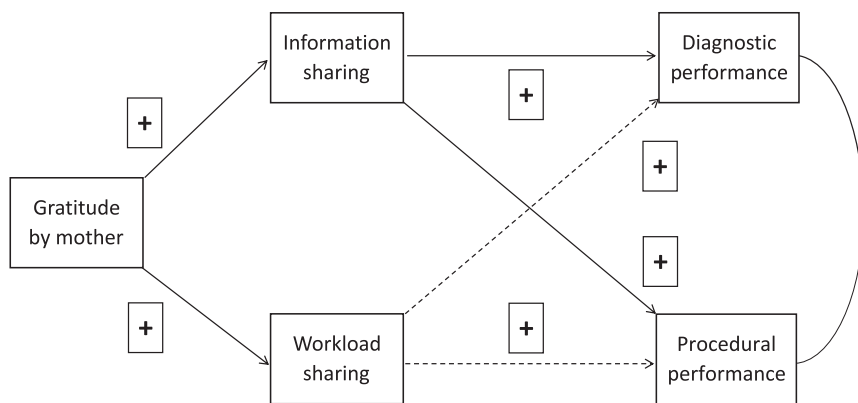 Information
sharing
Diagnostic
performance
+
+
+
Gratitude
by mother
+
+
+
Workload
sharing
Procedural
performance